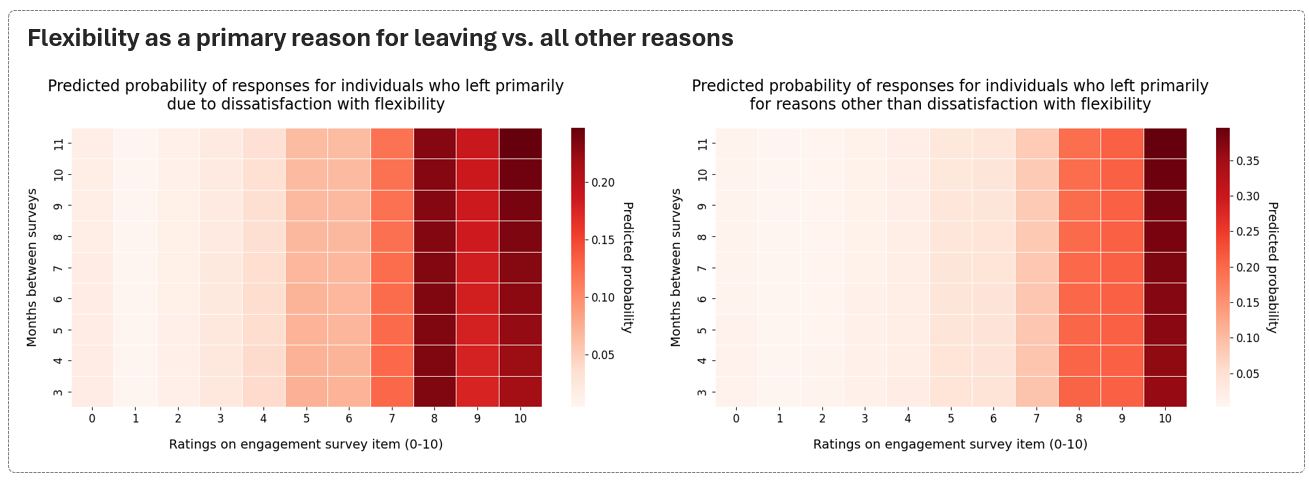 Flexibility as a primary reason for leaving vs. all other reasons
Predicted probability of responses for individuals who left primarily
due to dissatisfaction with flexibility
Months between surveys
11
10
9
8
7
6
5
4
3
0 1 2 3 4 5 6 7 8 9 10
Ratings on engagement survey item (0-10)
0.20
0.15
0.10
0.05
Predicted probability
Predicted probability of responses for individuals who left primarily
for reasons other than dissatisfaction with flexibility
Months between surveys
11
10
9
8
7
6
5
4
3
0 1 2 3 4 5 6 7 8 9 10
Ratings on engagement survey item (0-10)
0.35
0.30
0.25
0.20
0.15
0.10
0.05
Predicted probability